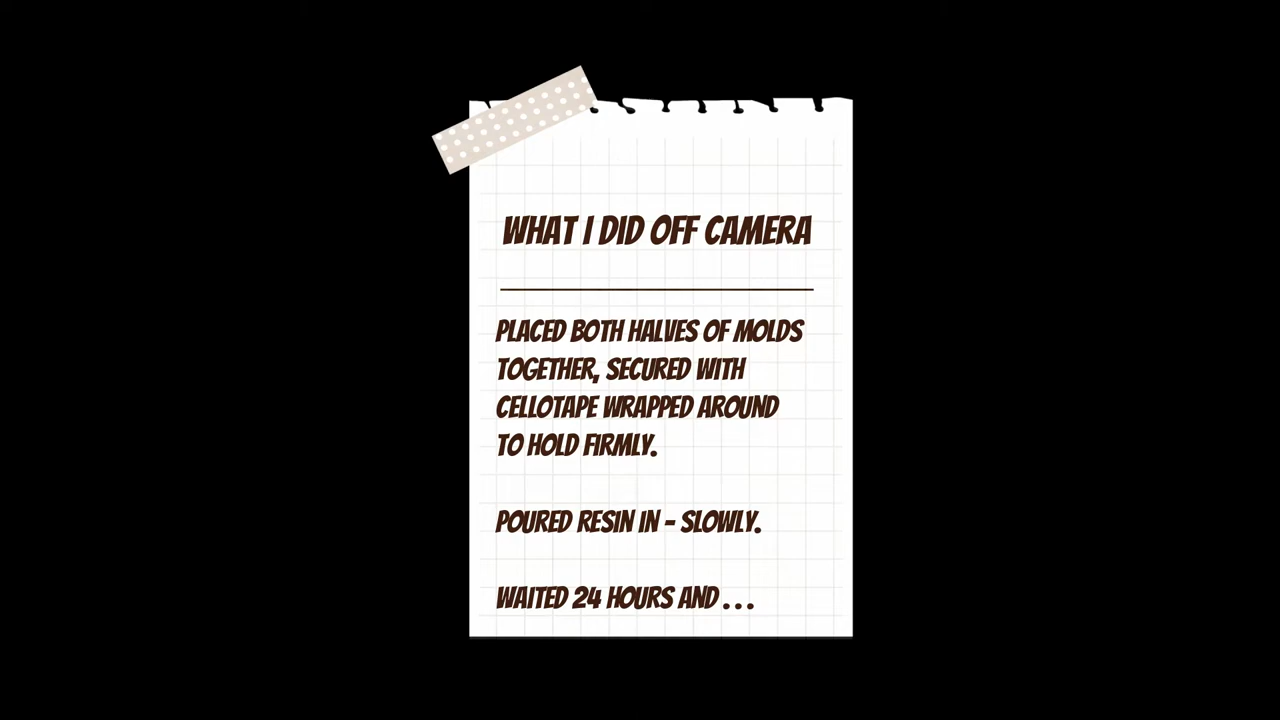 WHAT I DID OFF CAMERA
PLACED BOTH HALVES OF MOLDS
TOGETHER, SECURED WITH
CELLOTAPE WRAPPED AROUND
TO HOLD FIRMLY.
POURED RESIN IN - SLOWLY.
WAITED 24 HOURS AND . . .